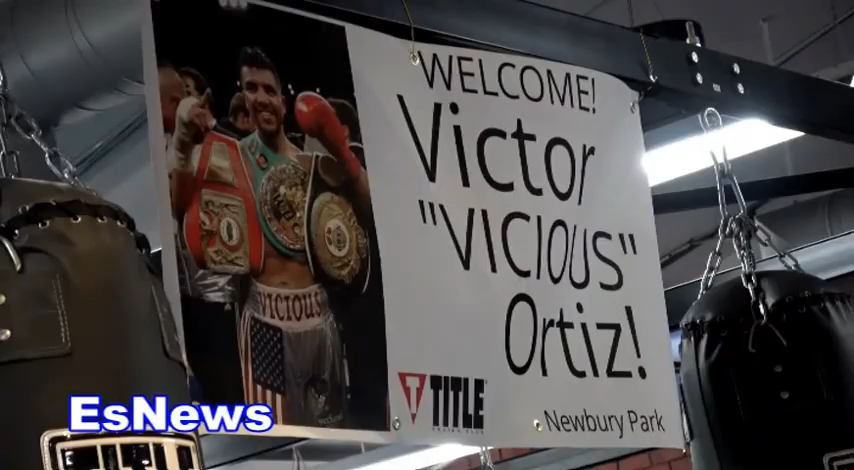 WELCOME!
Victor
"VICIOUS"
Ortiz!
VICIOUS
T TITLE
Newbury Park
EsNews